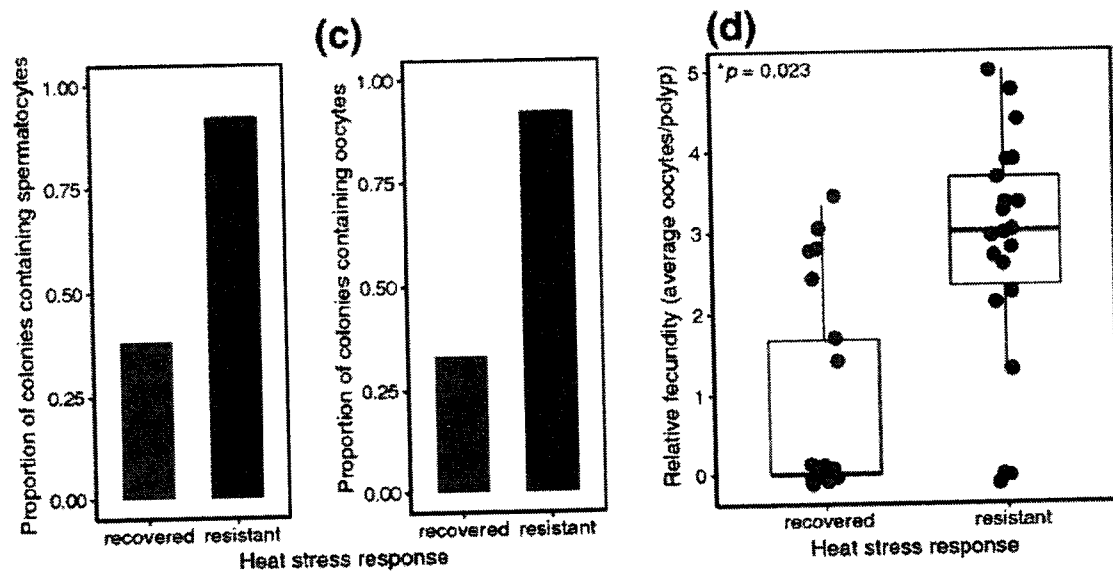 Proportion of colonies containing spermatocytes
1.00
0.75
0.50
0.25
0.00
recovered resistant
(c)
Proportion of colonies containing oocytes
1.00
0.75
0.50
0.25
0.00
recovered resistant
Heat stress response
(d)
Relative fecundity (average oocytes/polyp)
*p = 0.023
5
4
3
2
1
0
recovered resistant
Heat stress response